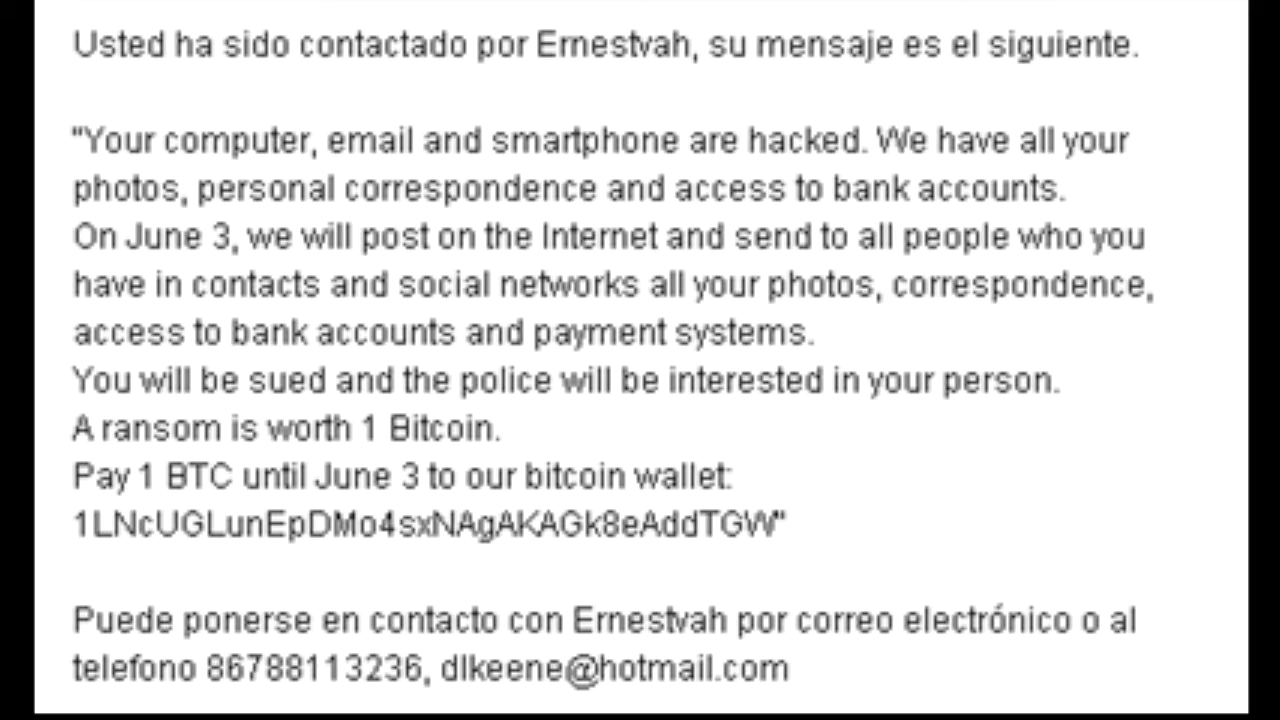 Usted ha sido contactado por Ernestvah, su mensaje es el siguiente.
"Your computer, email and smartphone are hacked. We have all your
photos, personal correspondence and access to bank accounts.
On June 3, we will post on the Internet and send to all people who you
have in contacts and social networks all your photos, correspondence,
access to bank accounts and payment systems.
You will be sued and the police will be interested in your person.
A ransom is worth 1 Bitcoin.
Pay 1 BTC until June 3 to our bitcoin wallet:
1LNcUGLunEpDMo4sxNAgAKAGk8eAddTGW"
Puede ponerse en contacto con Ernestvah por correo electrónico o al
telefono 86788113236, dlkeene@hotmail.com